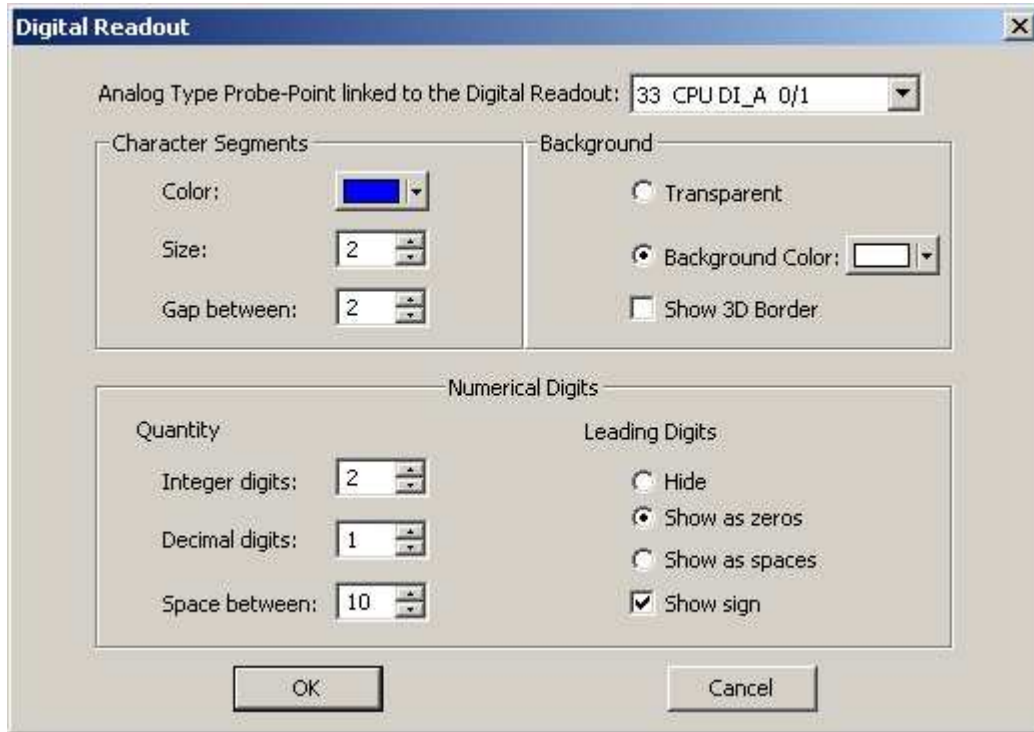 Digital Readout
Analog Type Probe-Point linked to the Digital Readout: 33 CPU DI_A 0/1
Character Segments
Color:
Size: 2
Gap between: 2
Background
Transparent
Background Color:
Show 3D Border
Numerical Digits
Quantity
Integer digits: 2
Decimal digits: 1
Space between: 10
Leading Digits
Hide
Show as zeros
Show as spaces
Show sign
OK
Cancel